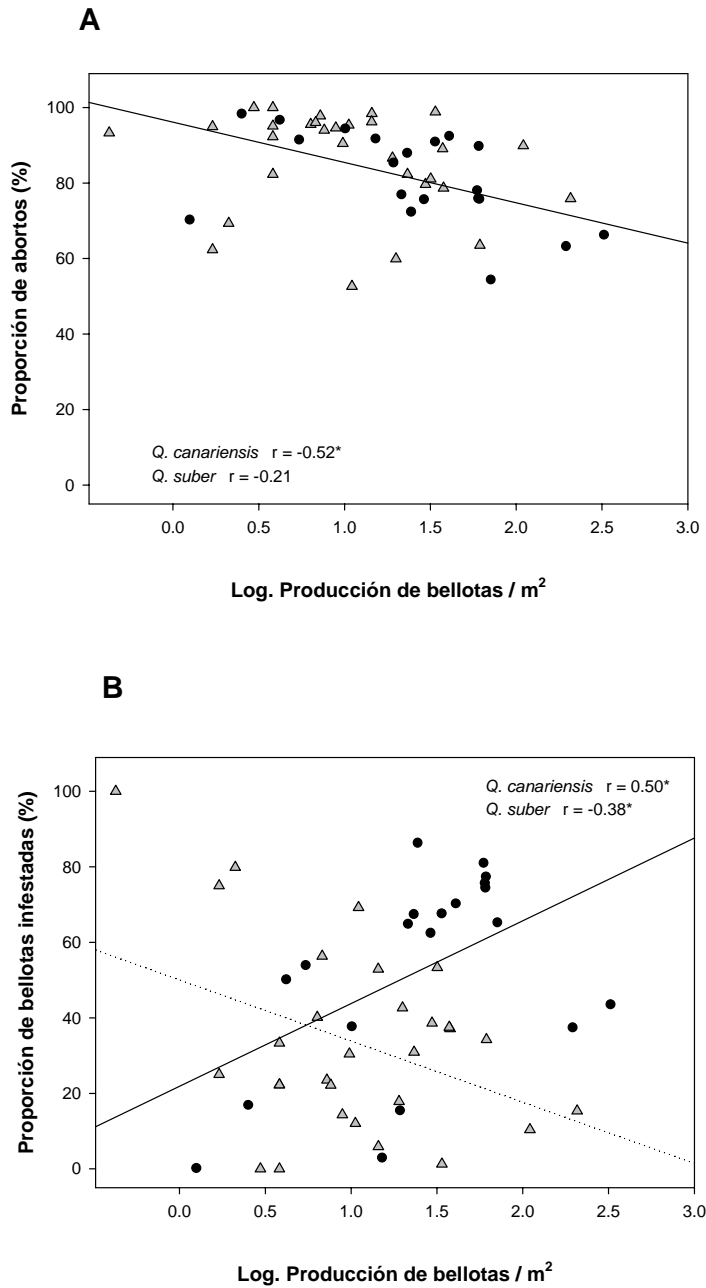 A
Proporción de abortos (%)
100
80
60
40
20
0
Q. canariensis r = -0.52*
Q. suber r = -0.21
0.0 0.5 1.0 1.5 2.0 2.5 3.0
Log. Producción de bellotas / m²
B
Proporción de bellotas infestadas (%)
100
80
60
40
20
0
Q. canariensis r = 0.50*
Q. suber r = -0.38*
0.0 0.5 1.0 1.5 2.0 2.5 3.0
Log. Producción de bellotas / m²